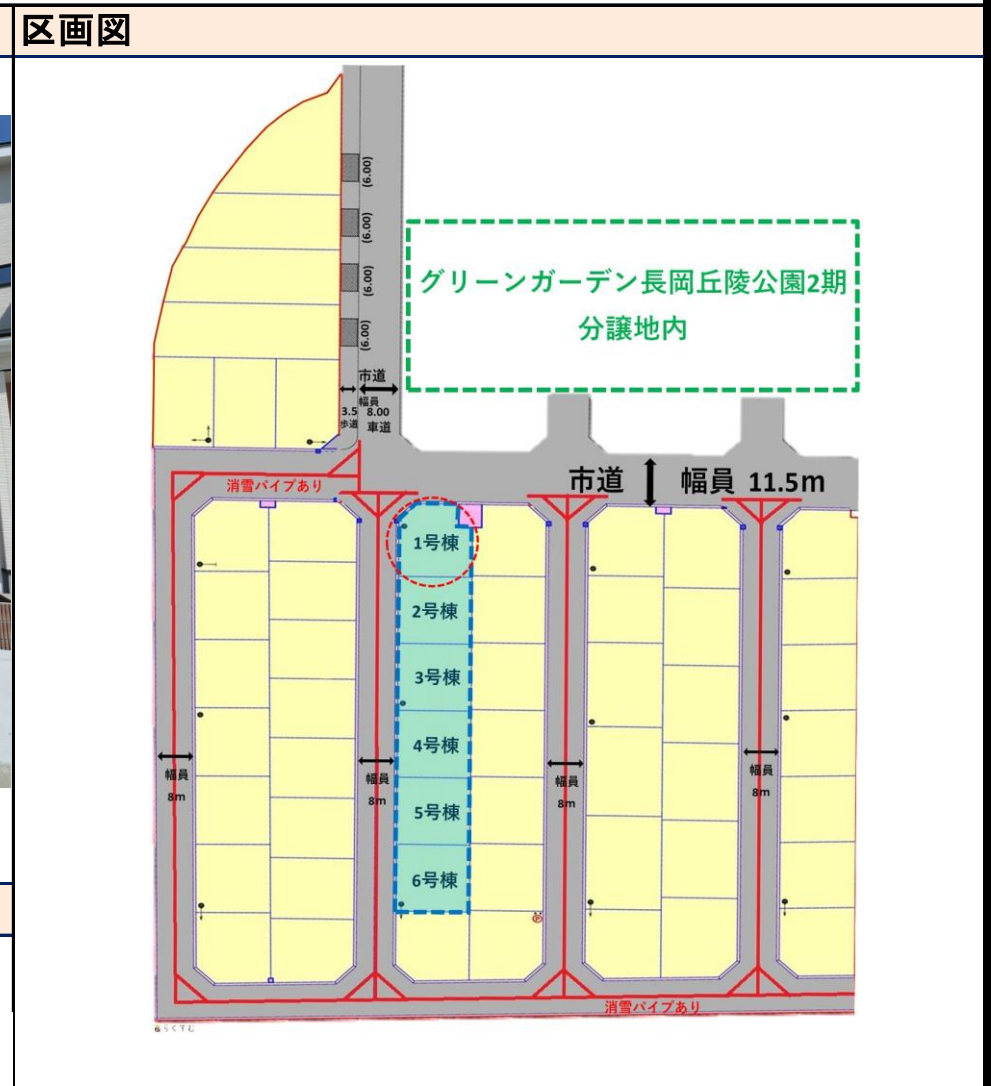 区画図
(6.00)
(6.00)
(6.00)
(6.00)
グリーンガーデン長岡丘陵公園2期
分譲地内
市道
幅員
3.5 8.00
歩道 車道
市道 幅員 11.5m
消雪パイプあり
1号棟
2号棟
3号棟
4号棟
5号棟
6号棟
幅員
8m
幅員
8m
幅員
8m
幅員
8m
消雪パイプあり
らくすむ